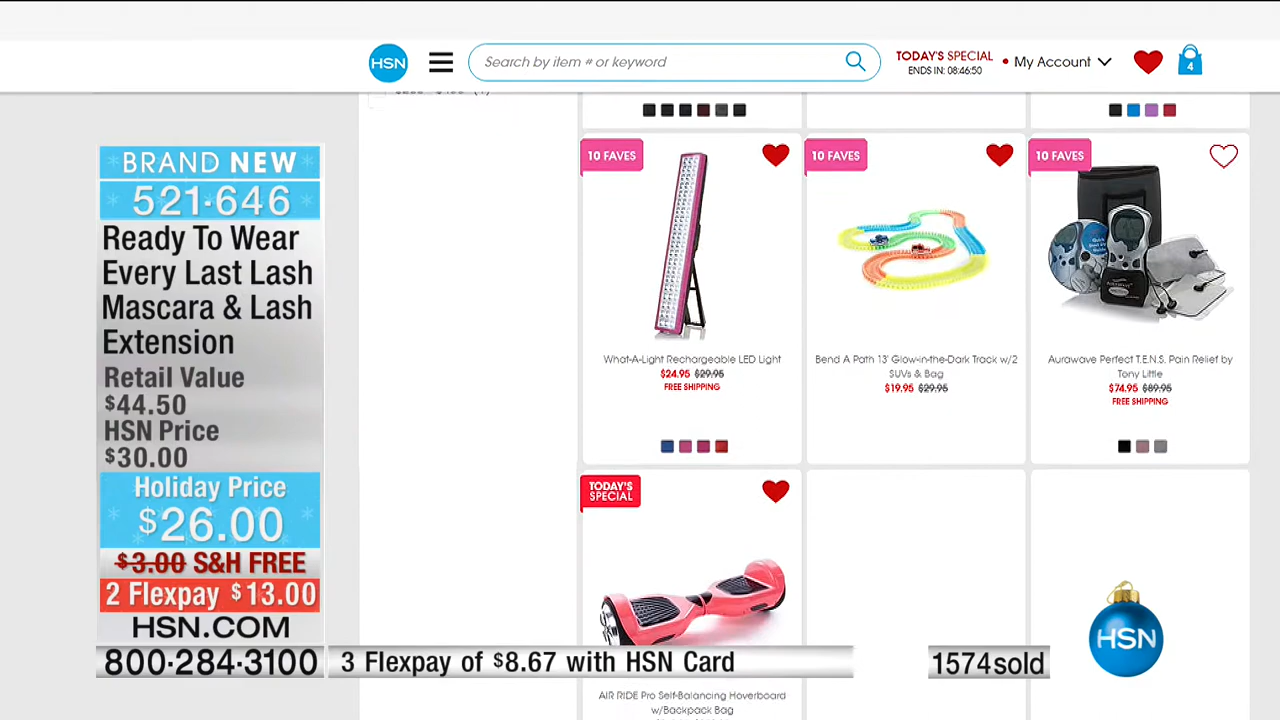 HSN
Search by item # or keyword
TODAY'S SPECIAL
ENDS IN: 08:46:50
My Account
4
BRAND NEW
521·646
Ready To Wear
Every Last Lash
Mascara & Lash
Extension
Retail Value
$44.50
HSN Price
$30.00
Holiday Price
$26.00
$3.00 S&H FREE
2 Flexpay $13.00
HSN.COM
800·284·3100
3 Flexpay of $8.67 with HSN Card
1574 sold
10 FAVES
What-A-Light Rechargeable LED Light
$24.95 $29.95
FREE SHIPPING
10 FAVES
Bend A Path 13' Glow-in-the-Dark Track w/2
SUVs & Bag
$19.95 $29.95
10 FAVES
Aurawave Perfect T.E.N.S. Pain Relief by
Tony Little
$74.95 $89.95
FREE SHIPPING
TODAY'S
SPECIAL
AIR RIDE Pro Self-Balancing Hoverboard
w/Backpack Bag
HSN